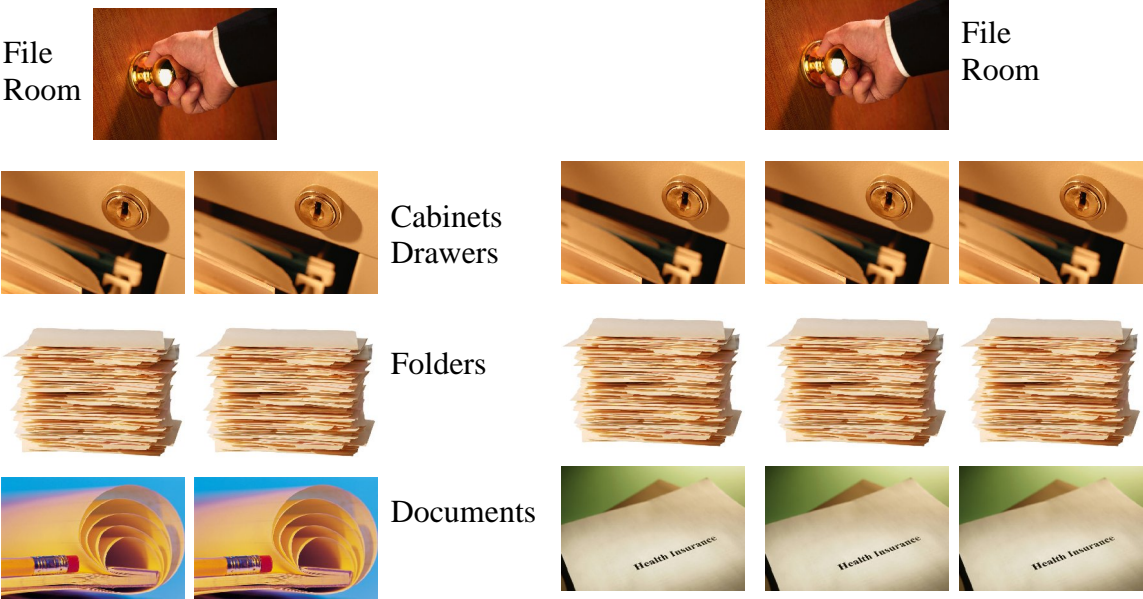 File
Room
File
Room
Cabinets
Drawers
Folders
Documents
Health Insurance
Health Insurance
Health Insurance